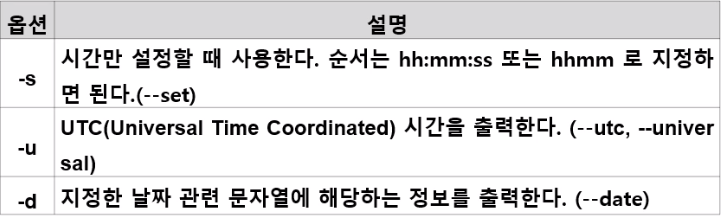 옵션 설명
-s 시간만 설정할 때 사용한다. 순서는 hh:mm:ss 또는 hhmm 로 지정하
면 된다.(--set)
-u UTC(Universal Time Coordinated) 시간을 출력한다. (--utc, --univer
sal)
-d 지정한 날짜 관련 문자열에 해당하는 정보를 출력한다. (--date)